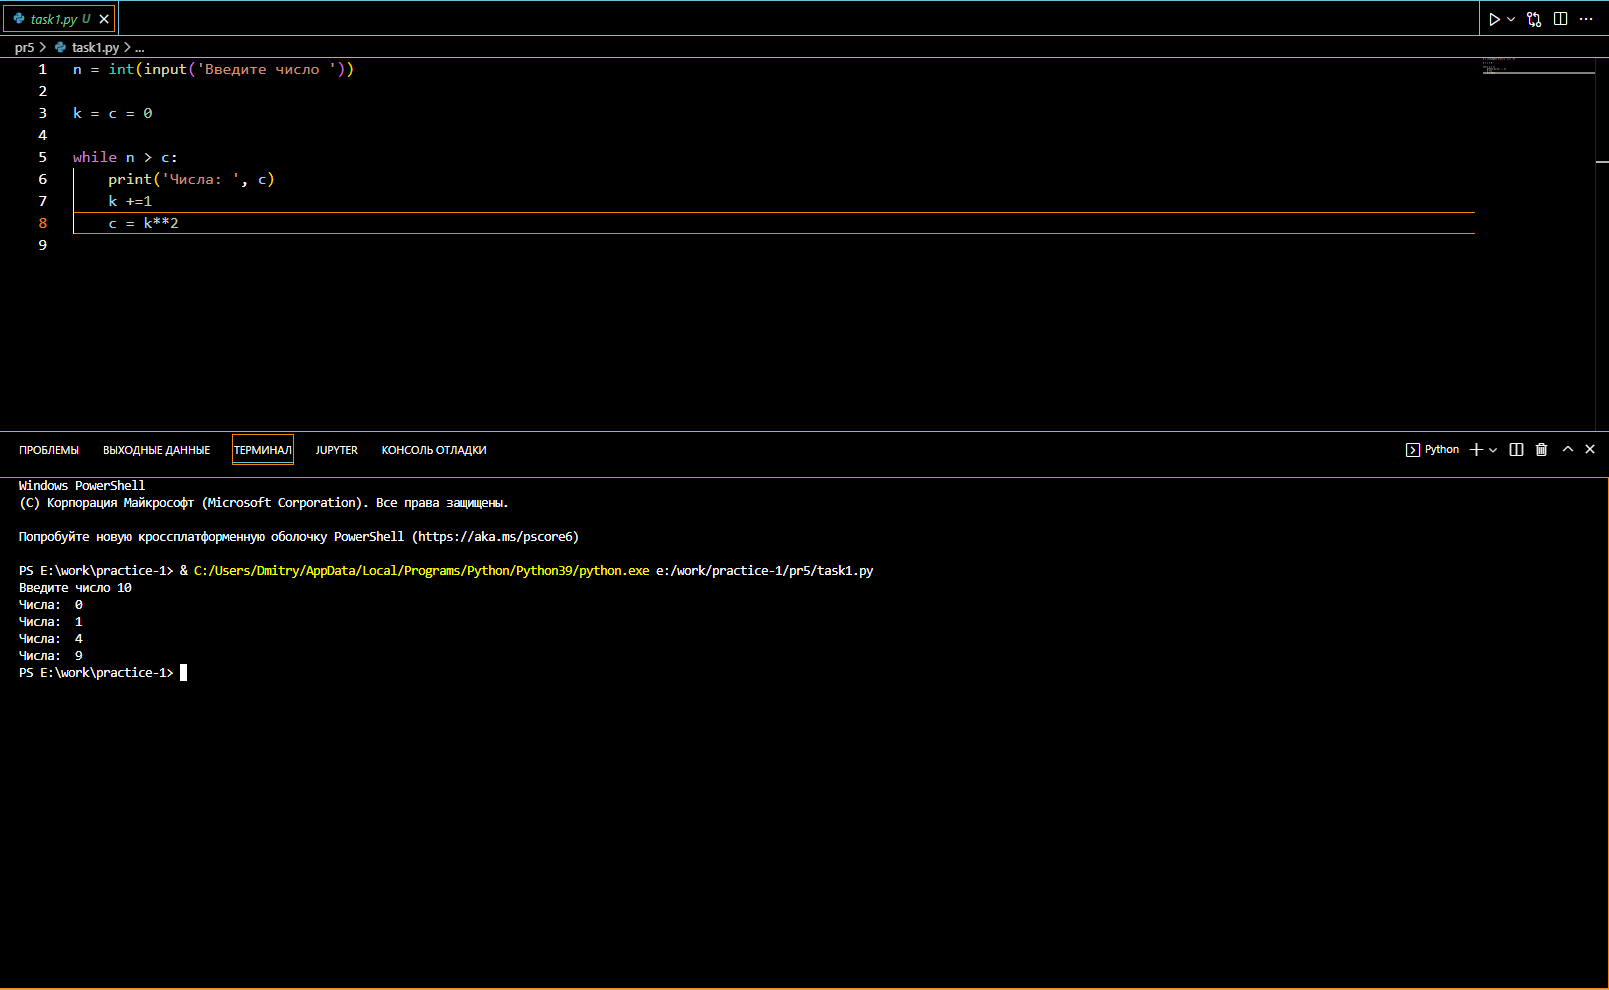 task1.py U
pr5 > task1.py > ...
1 n = int(input('Введите число '))
2
3 k = c = 0
4
5 while n > c:
6 print('Числа: ', c)
7 k +=1
8 c = k**2
9
ПРОБЛЕМЫ ВЫХОДНЫЕ ДАННЫЕ ТЕРМИНАЛ JUPYTER КОНСОЛЬ ОТЛАДКИ Python
Windows PowerShell
(C) Корпорация Майкрософт (Microsoft Corporation). Все права защищены.
Попробуйте новую кроссплатформенную оболочку PowerShell (https://aka.ms/pscore6)
PS E:\work\practice-1> & C:/Users/Dmitry/AppData/Local/Programs/Python/Python39/python.exe e:/work/practice-1/pr5/task1.py
Введите число 10
Числа:  0
Числа:  1
Числа:  4
Числа:  9
PS E:\work\practice-1>